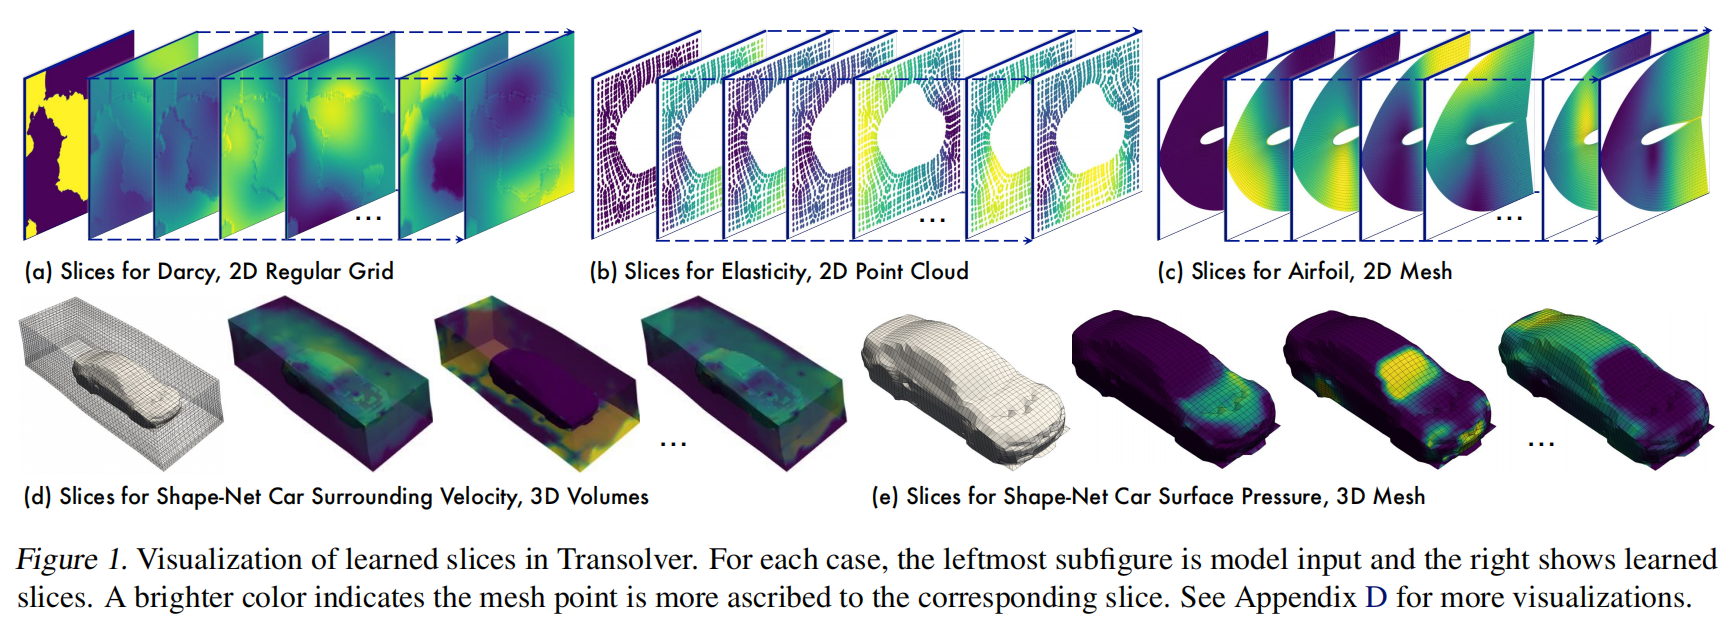 ...
...
...
(a) Slices for Darcy, 2D Regular Grid
(b) Slices for Elasticity, 2D Point Cloud
(c) Slices for Airfoil, 2D Mesh
...
...
(d) Slices for Shape-Net Car Surrounding Velocity, 3D Volumes
(e) Slices for Shape-Net Car Surface Pressure, 3D Mesh
Figure 1. Visualization of learned slices in Transolver. For each case, the leftmost subfigure is model input and the right shows learned
slices. A brighter color indicates the mesh point is more ascribed to the corresponding slice. See Appendix D for more visualizations.